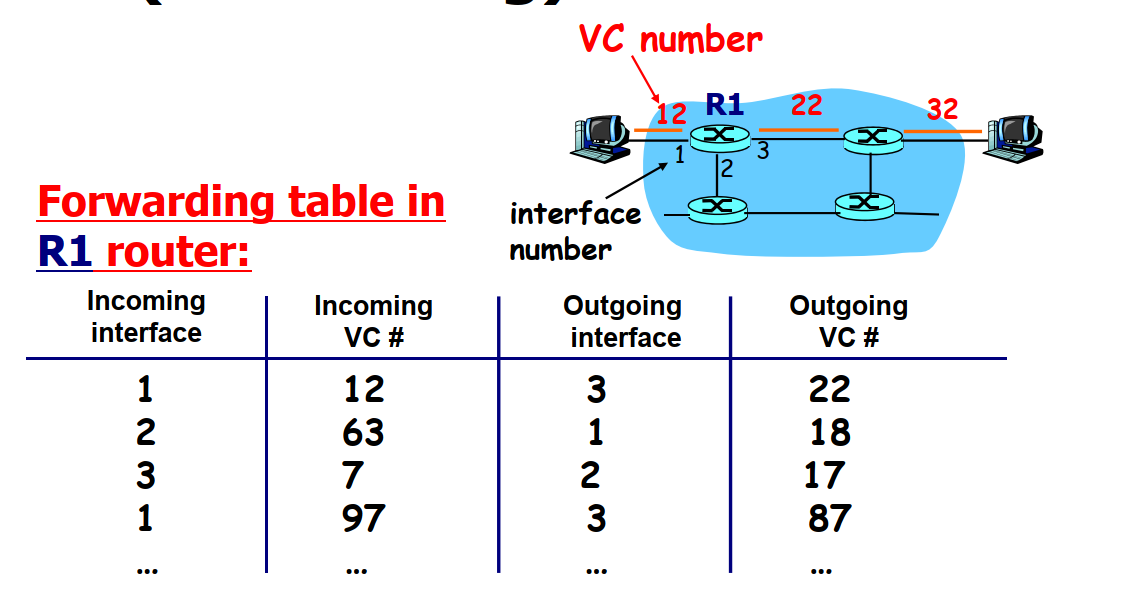 VC number
12
R1
22
32
1
3
2
interface
number
Forwarding table in
R1 router:
Incoming
interface
Incoming
VC #
Outgoing
interface
Outgoing
VC #
1 12 3 22
2 63 1 18
3 7 2 17
1 97 3 87
... ... ... ...